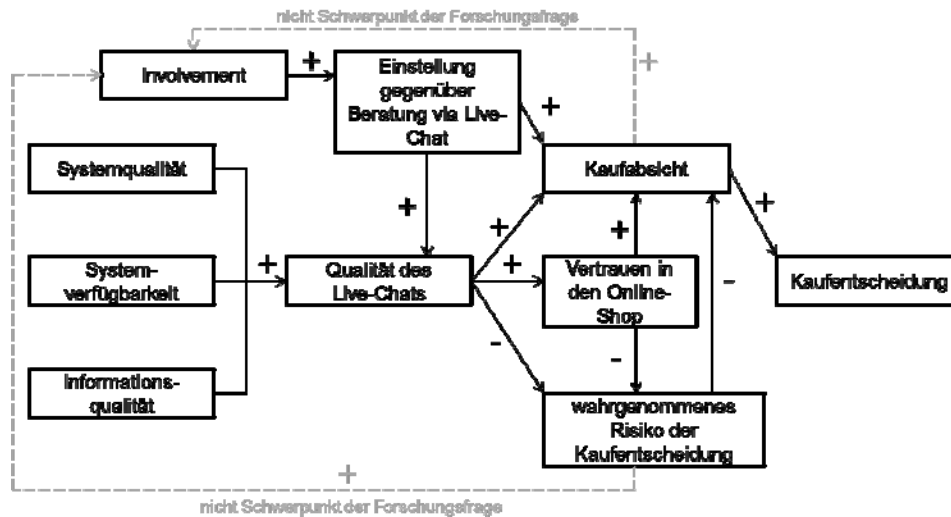 nicht Schwerpunkt der Forschungsfrage
Involvement
+
Einstellung
gegenüber
Beratung via Live-
Chat
+
+
Systemqualität
Kaufabsicht
+
+
+
System-
verfügbarkeit
+
Qualität des
Live-Chats
+
+
Vertrauen in
den Online-
Shop
-
Kaufentscheidung
-
-
Informations-
qualität
wahrgenommenes
Risiko der
Kaufentscheidung
+
nicht Schwerpunkt der Forschungsfrage